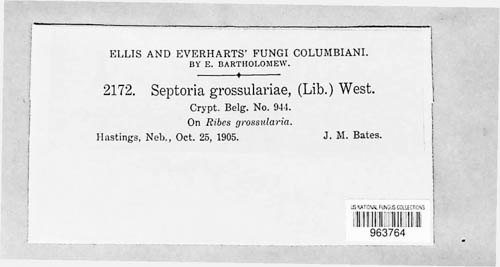 ELLIS AND EVERHARTS' FUNGI COLUMBIANI.
BY E. BARTHOLOMEW.
2172. Septoria grossulariae, (Lib.) West.
Crypt. Belg. No. 944.
On Ribes grossularia.
Hastings, Neb., Oct. 25, 1905. J. M. Bates.
US NATIONAL FUNGUS COLLECTIONS
963764